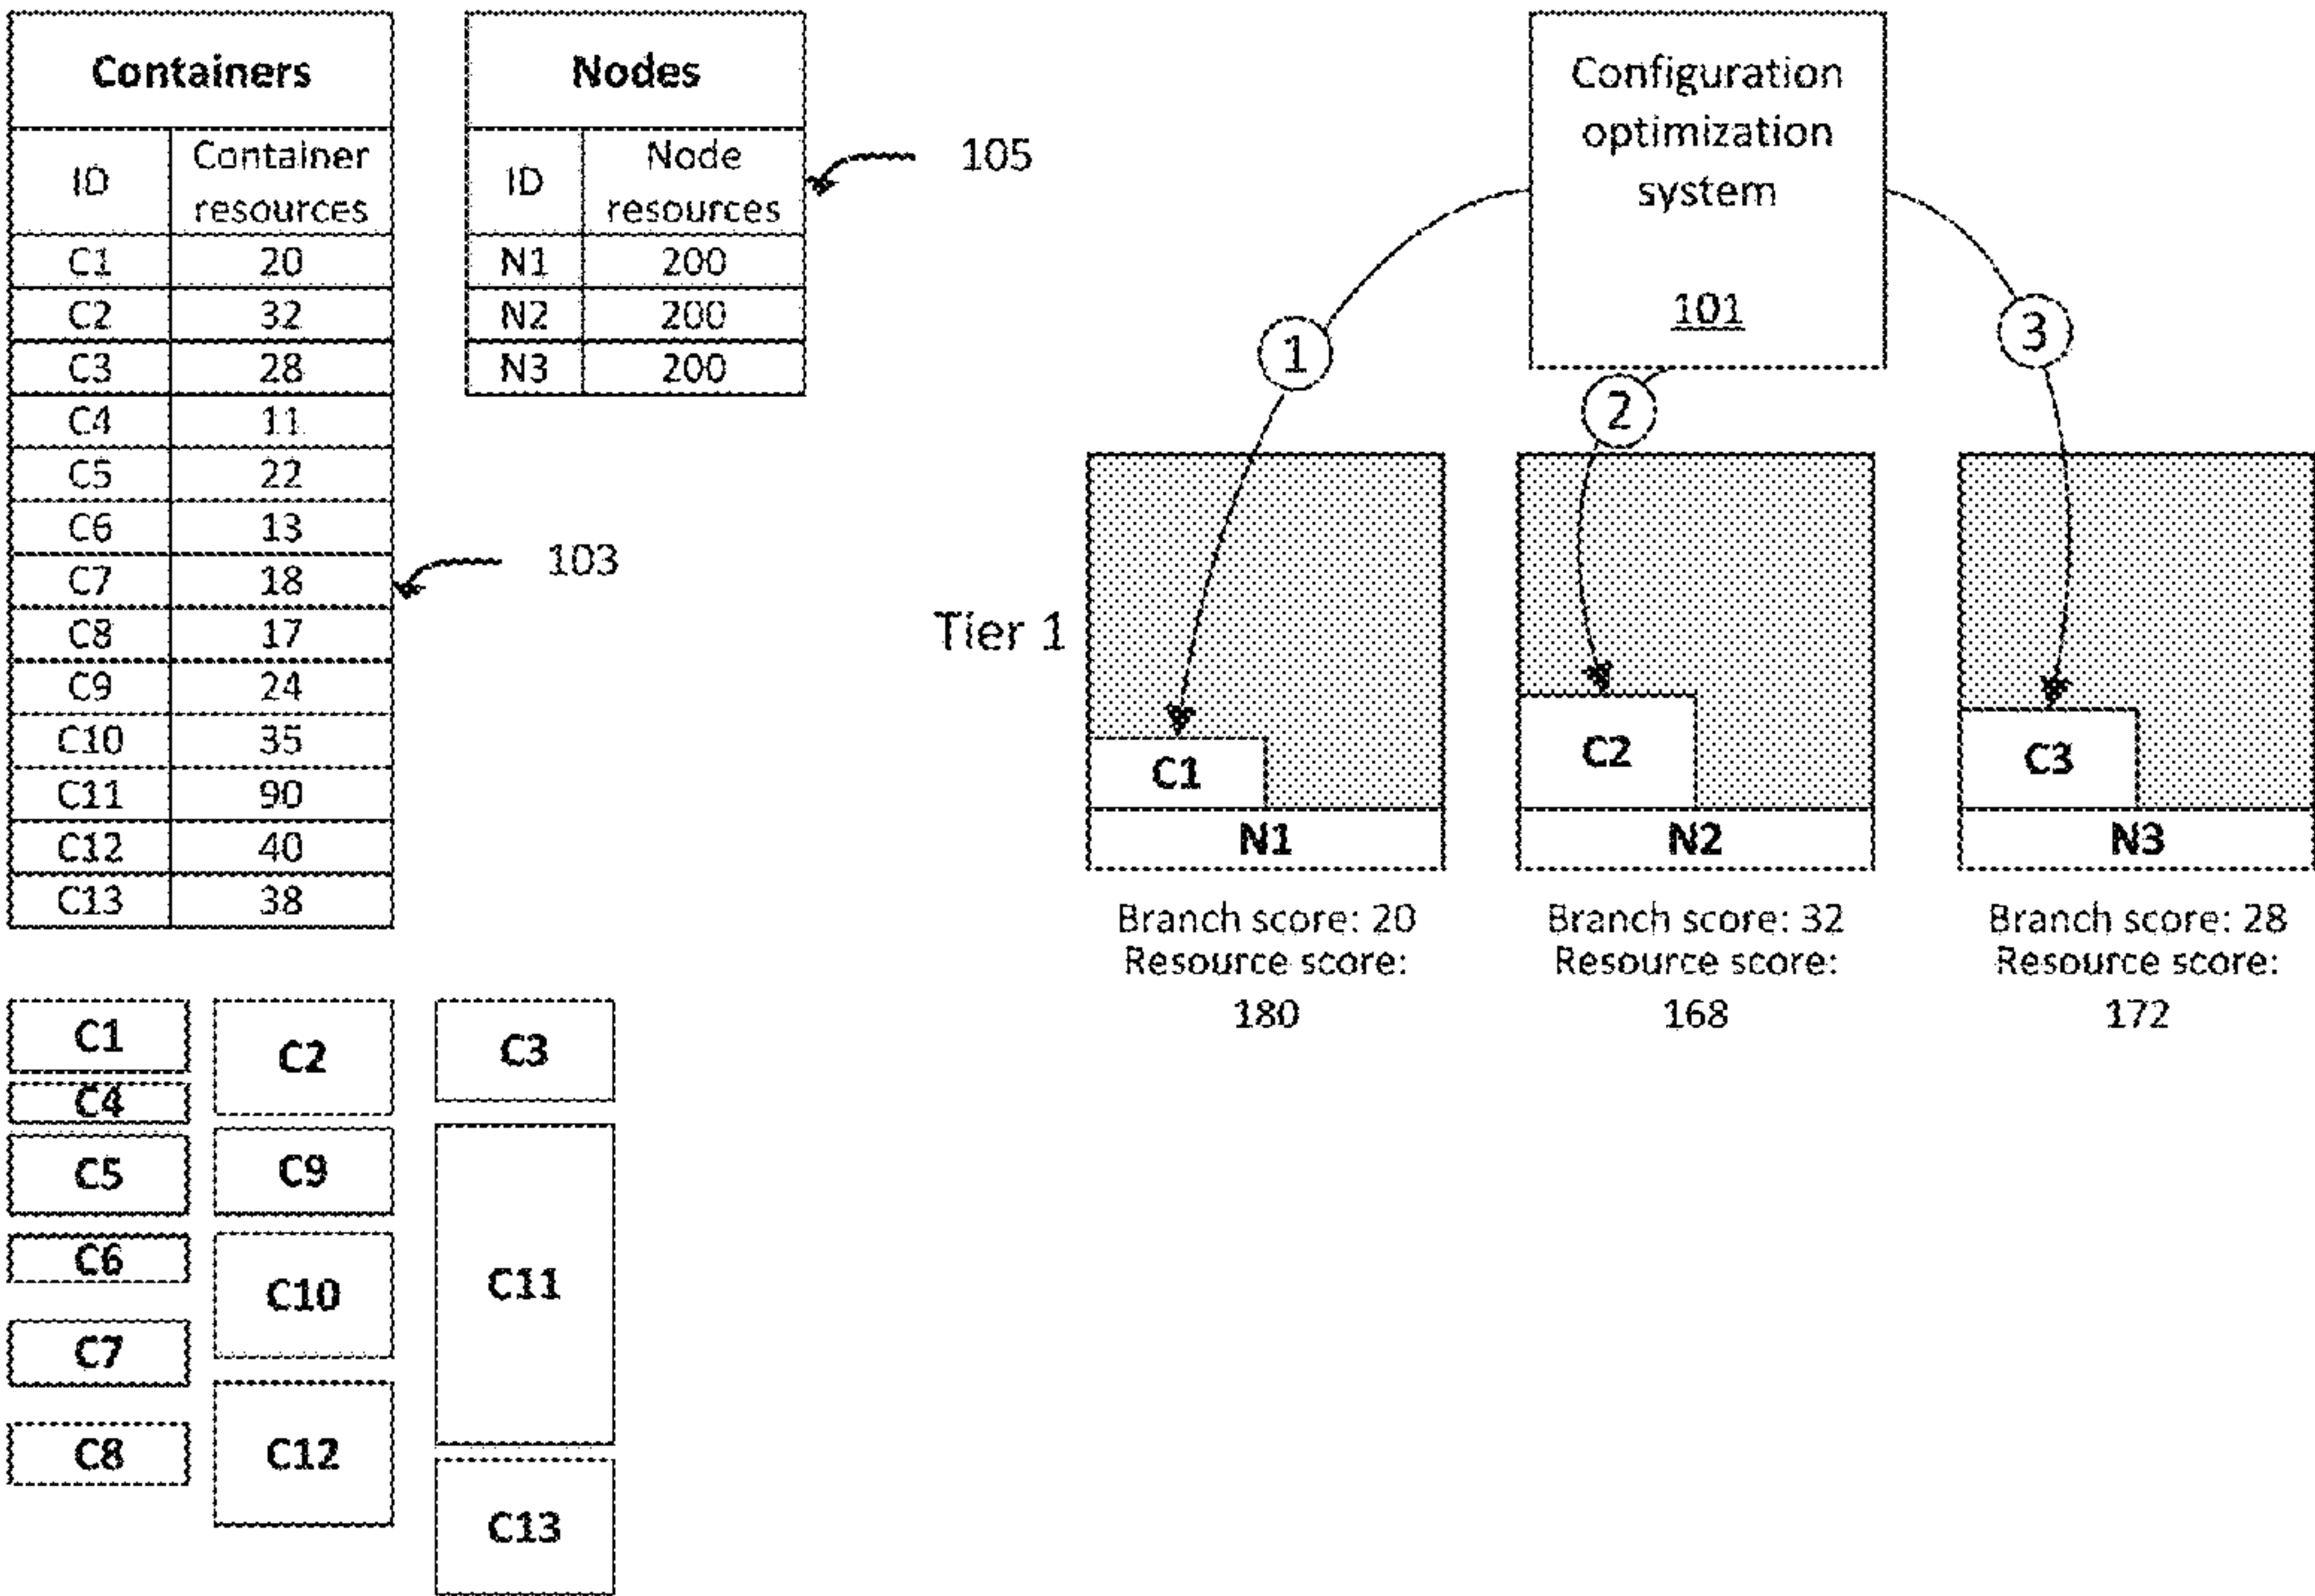 Containers
ID Container resources
C1 20
C2 32
C3 28
C4 11
C5 22
C6 13
C7 18
C8 17
C9 24
C10 35
C11 90
C12 40
C13 38
103
Nodes
ID Node resources
N1 200
N2 200
N3 200
105
Configuration
optimization
system
101
1
2
3
Tier 1
C1
N1
Branch score: 20
Resource score:
180
C2
N2
Branch score: 32
Resource score:
168
C3
N3
Branch score: 28
Resource score:
172
C1
C4
C5
C6
C7
C8
C2
C9
C10
C12
C3
C11
C13